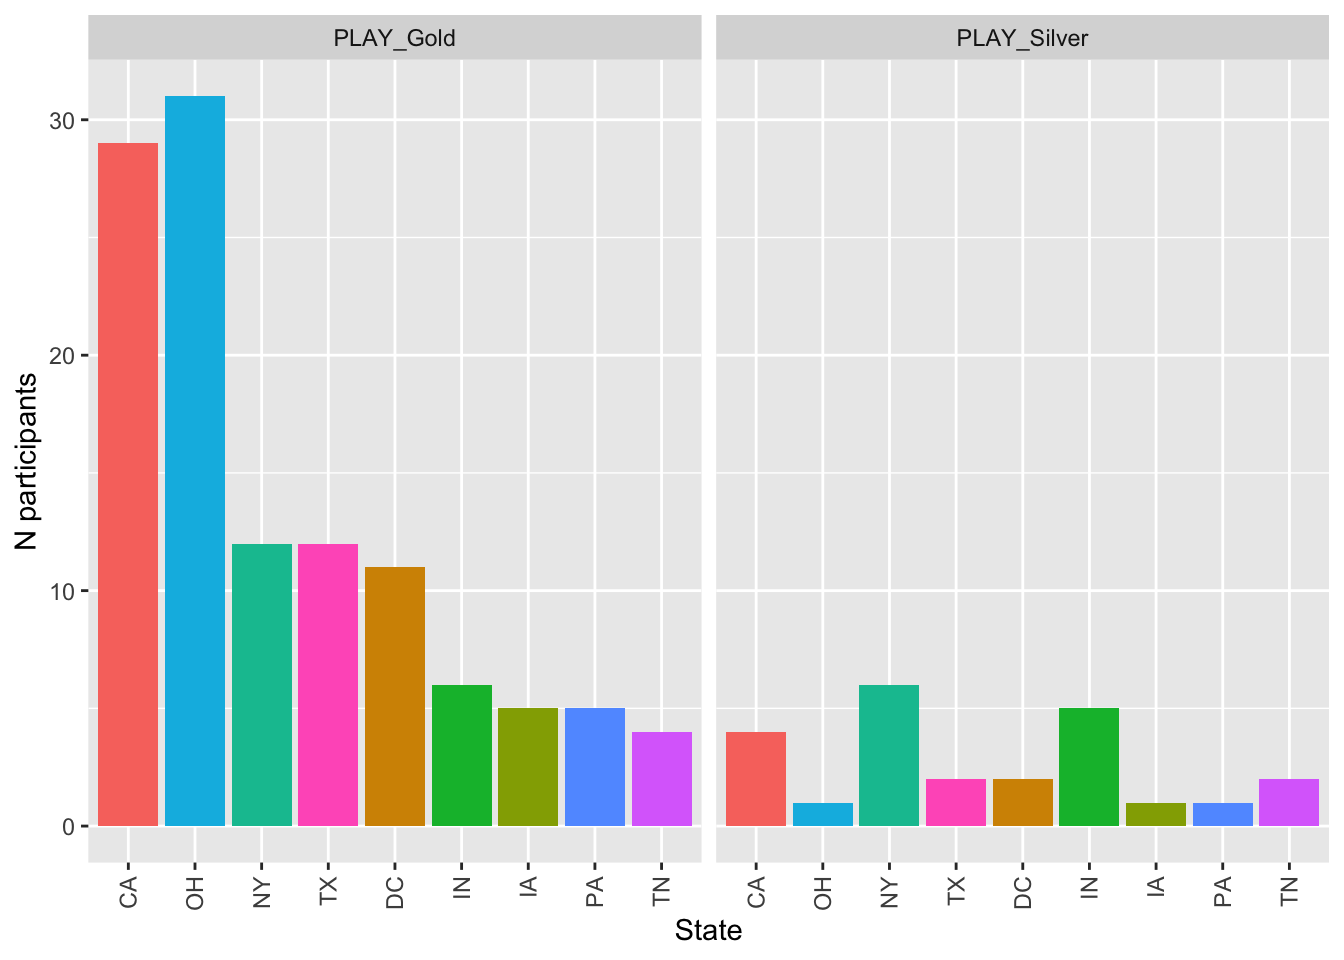 PLAY_Gold PLAY_Silver
30
20
10
0
N participants
CA OH NY TX DC IN IA PA TN CA OH NY TX DC IN IA PA TN
State